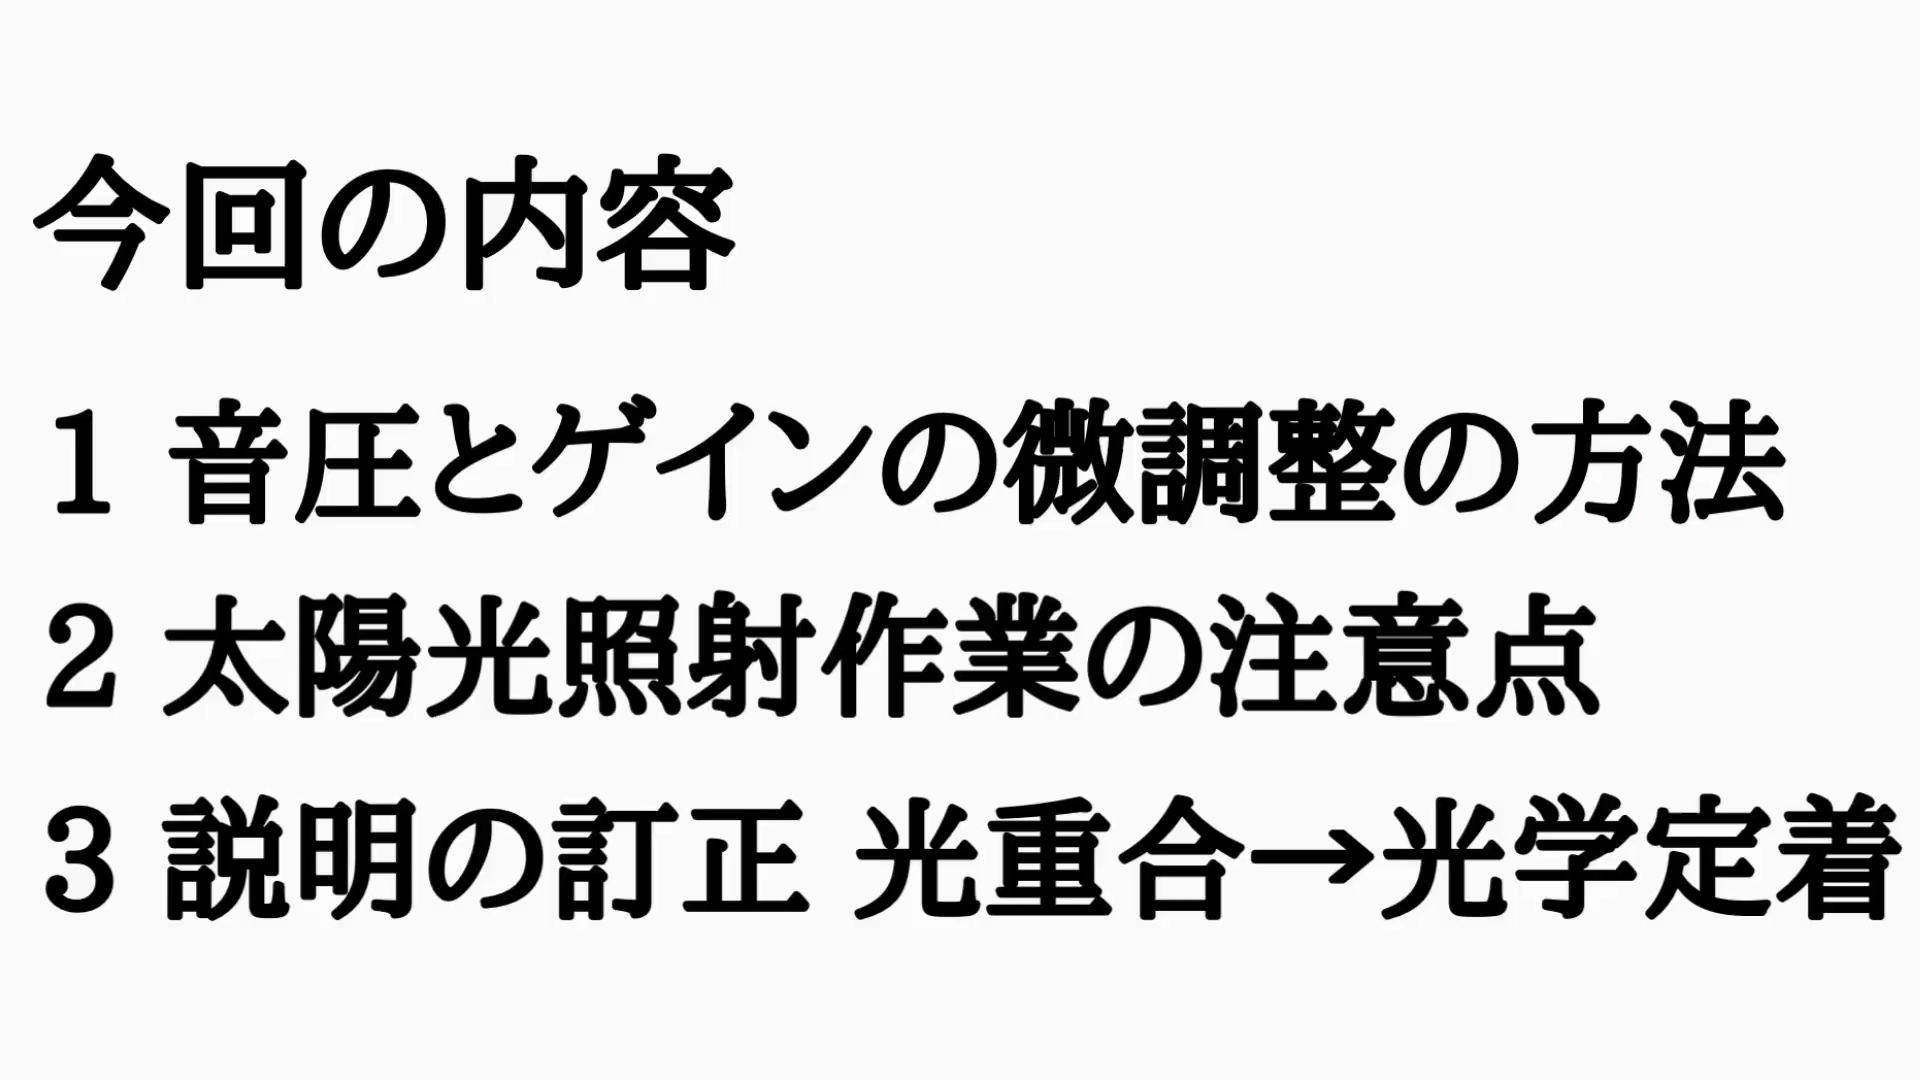 今回の内容
1 音圧とゲインの微調整の方法
2 太陽光照射作業の注意点
3 説明の訂正 光重合→光学定着